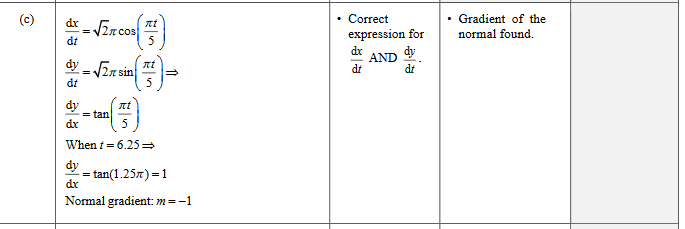 (c)
dx/dt = √2π cos(πt/5)
dy/dt = √2π sin(πt/5) ⇒
dy/dx = tan(πt/5)
When t = 6.25 ⇒
dy/dx = tan(1.25π) = 1
Normal gradient: m = −1
• Correct
expression for
dx/dt AND dy/dt.
• Gradient of the
normal found.